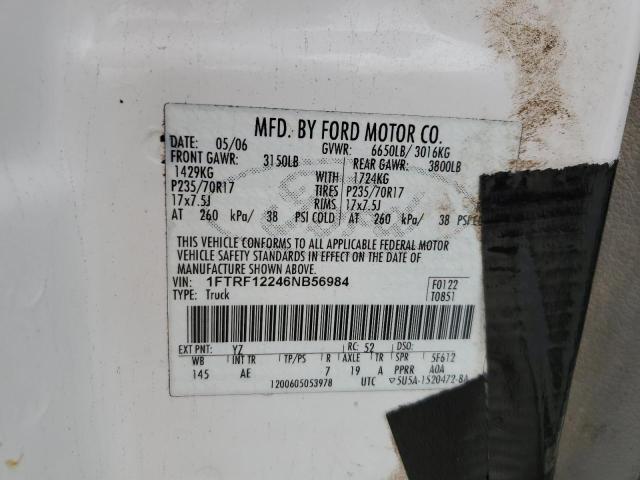 MFD. BY FORD MOTOR CO.
DATE: 05/06 GVWR: 6650LB/ 3016KG
FRONT GAWR: 3150LB REAR GAWR: 3800LB
1429KG WITH 1724KG
P235/70R17 TIRES P235/70R17
17x7.5J RIMS 17x7.5J
AT 260 kPa/ 38 PSI COLD AT 260 kPa/ 38 PSI
THIS VEHICLE CONFORMS TO ALL APPLICABLE FEDERAL MOTOR
VEHICLE SAFETY STANDARDS IN EFFECT ON THE DATE OF
MANUFACTURE SHOWN ABOVE.
VIN: 1FTRF12246NB56984 F0122
TYPE: Truck T0851
EXT PNT: YZ RC: 52 DSO:
WB INT TR TP/PS R AXLE TR SPR 5F612
145 AE 7 19 A PPRR A0A
1200605053978 UTC 5U5A-1520472-BA
Ford